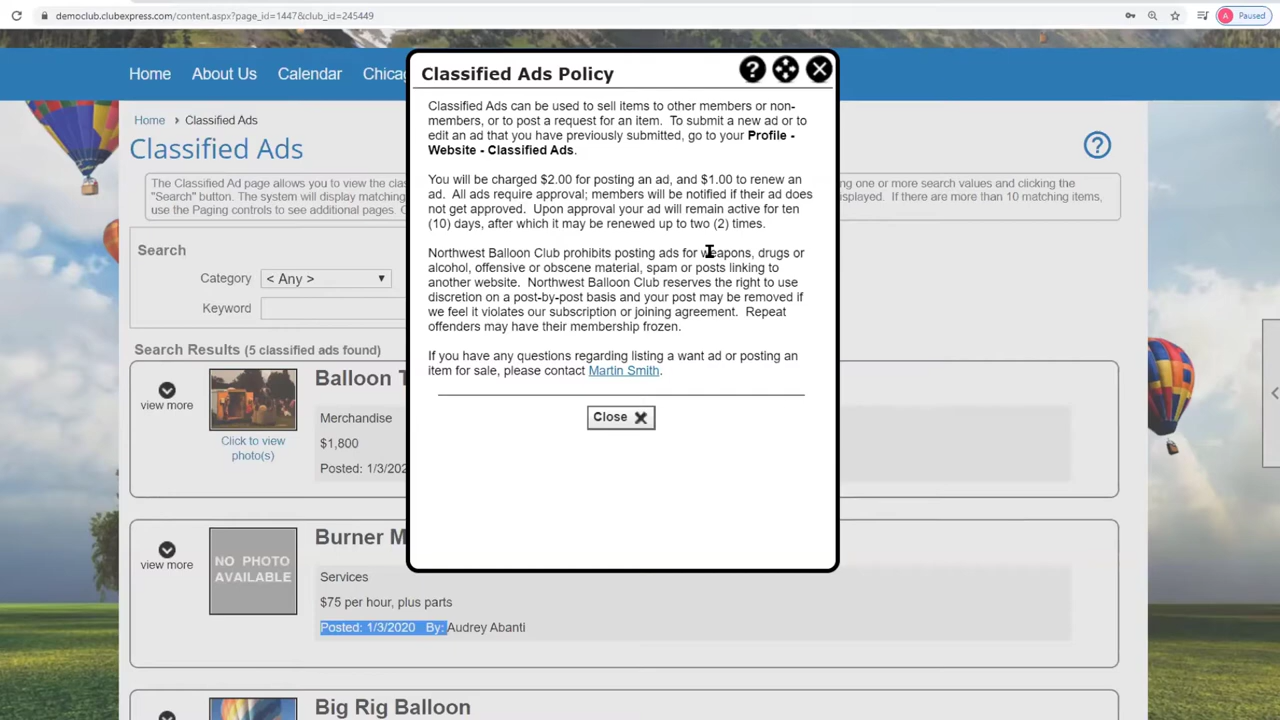 democlub.clubexpress.com/content.aspx?page_id=1447&club_id=245449
A Paused
Home About Us Calendar Chica
Home > Classified Ads
Classified Ads
?
The Classified Ad page allows you to view the clas
ing one or more search values and clicking the
"Search" button. The system will display matching
isplayed. If there are more than 10 matching items,
use the Paging controls to see additional pages. C
Search
Category < Any >
Keyword
Search Results (5 classified ads found)
view more
Click to view
photo(s)
Balloon T
Merchandise
$1,800
Posted: 1/3/202
view more
NO PHOTO
AVAILABLE
Burner M
Services
$75 per hour, plus parts
Posted: 1/3/2020 By: Audrey Abanti
Big Rig Balloon
Classified Ads Policy
?
Classified Ads can be used to sell items to other members or non-
members, or to post a request for an item. To submit a new ad or to
edit an ad that you have previously submitted, go to your Profile -
Website - Classified Ads.
You will be charged $2.00 for posting an ad, and $1.00 to renew an
ad. All ads require approval; members will be notified if their ad does
not get approved. Upon approval your ad will remain active for ten
(10) days, after which it may be renewed up to two (2) times.
Northwest Balloon Club prohibits posting ads for weapons, drugs or
alcohol, offensive or obscene material, spam or posts linking to
another website. Northwest Balloon Club reserves the right to use
discretion on a post-by-post basis and your post may be removed if
we feel it violates our subscription or joining agreement. Repeat
offenders may have their membership frozen.
If you have any questions regarding listing a want ad or posting an
item for sale, please contact Martin Smith.
Close